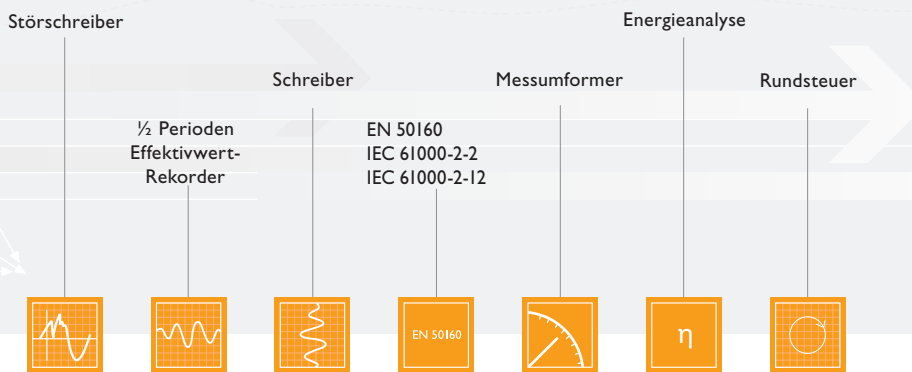 Störschreiber
½ Perioden
Effektivwert-
Rekorder
Schreiber
EN 50160
IEC 61000-2-2
IEC 61000-2-12
Messumformer
Energieanalyse
Rundsteuer
EN 50160
η